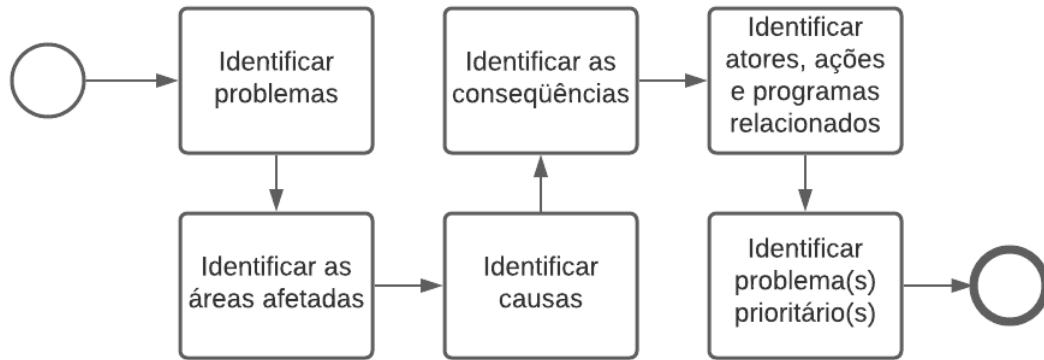 Identificar
problemas
Identificar as
áreas afetadas
Identificar
causas
Identificar as
conseqüências
Identificar
atores, ações
e programas
relacionados
Identificar
problema(s)
prioritário(s)